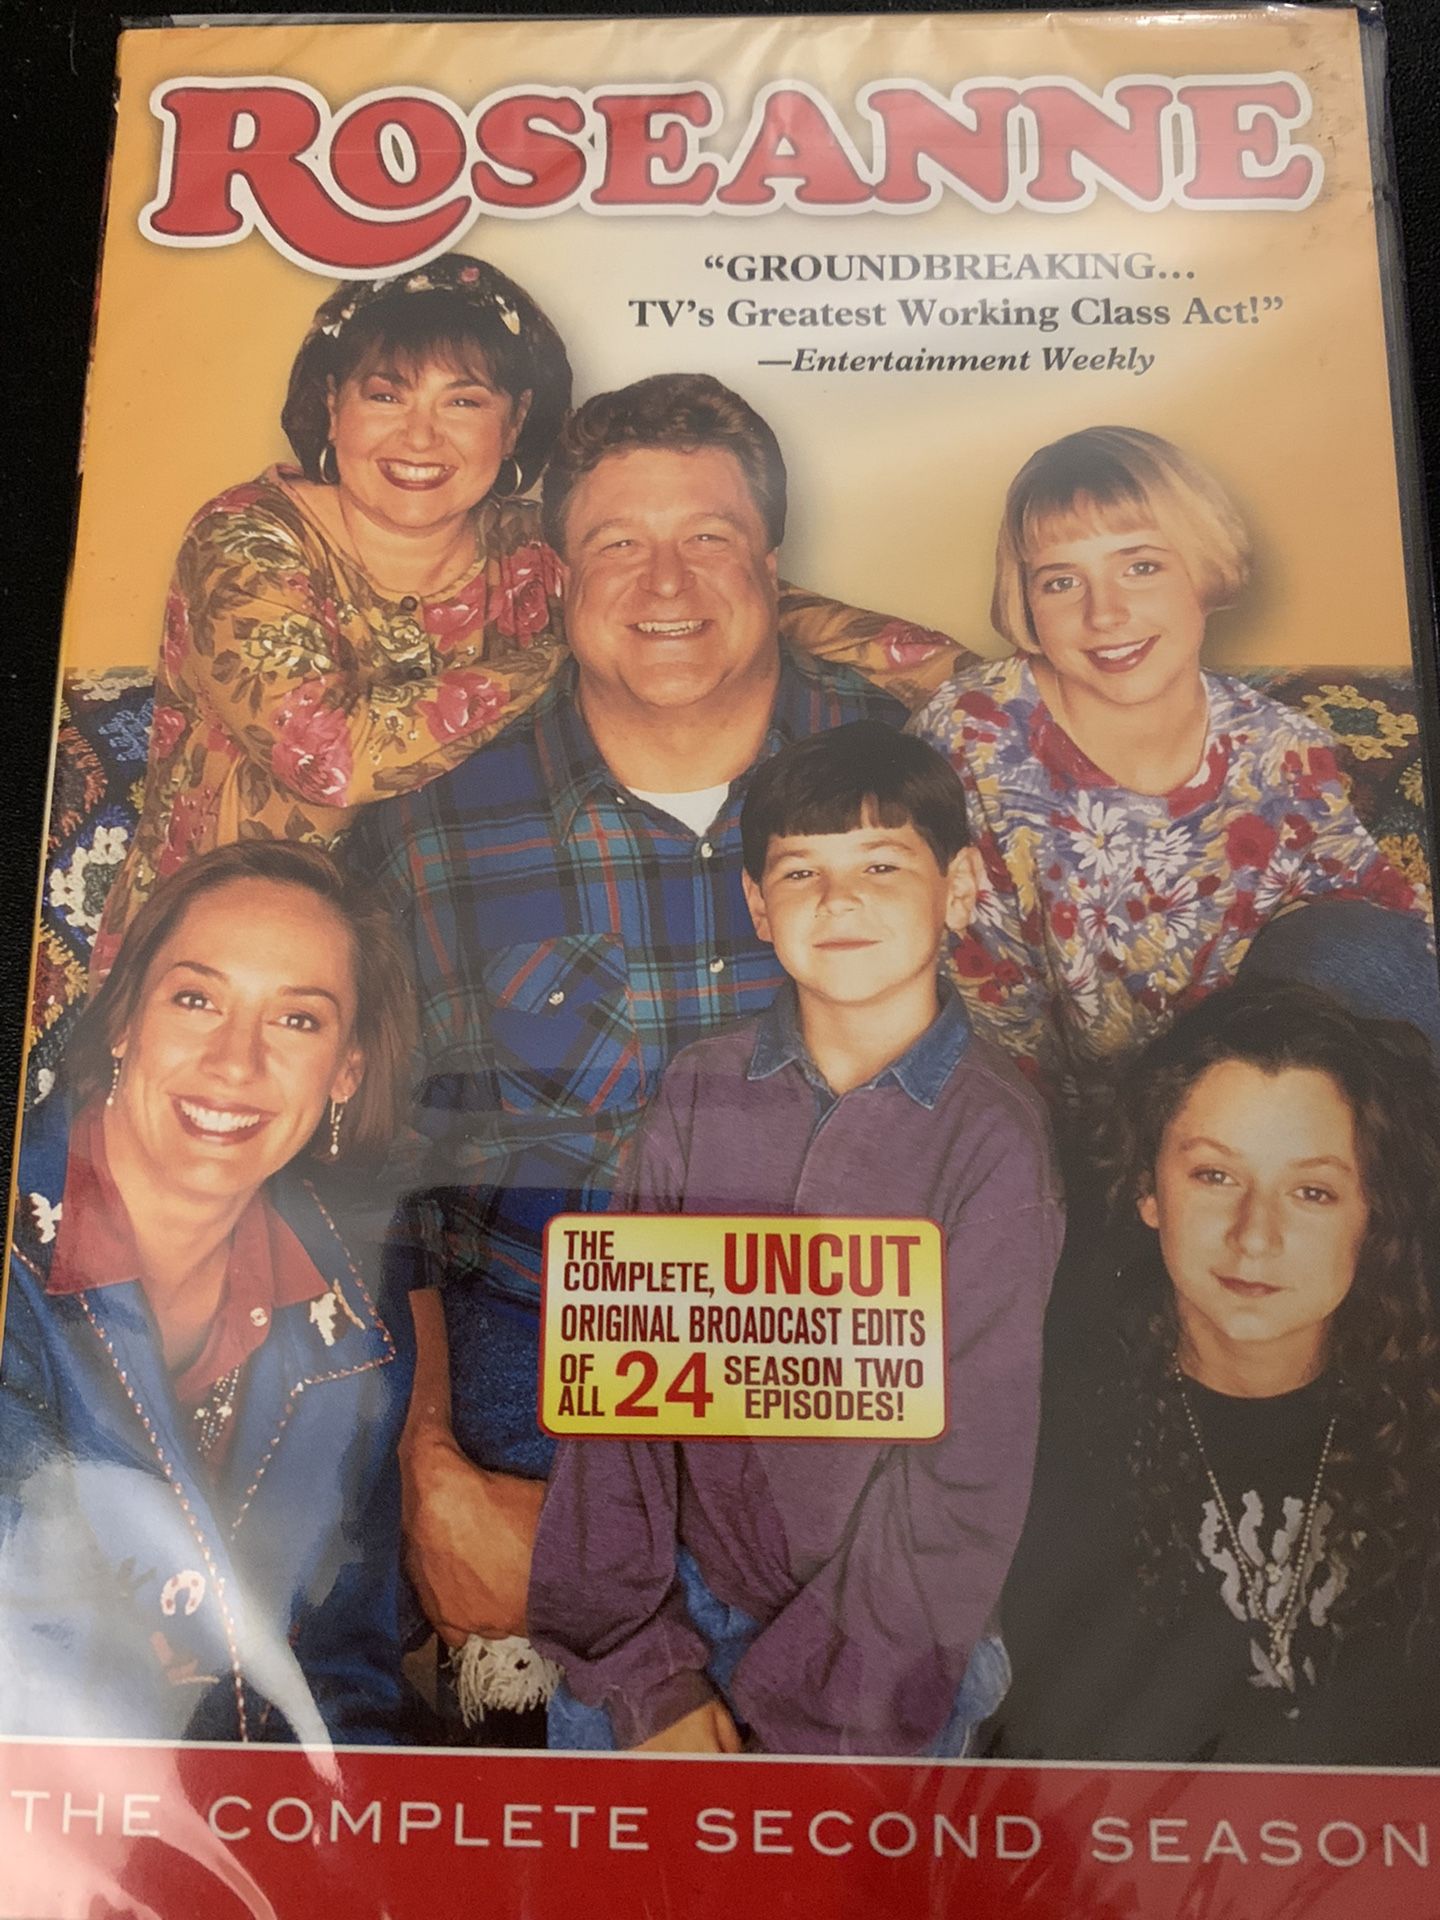 ROSEANNE
“GROUNDBREAKING...
TV’s Greatest Working Class Act!”
—Entertainment Weekly
THE COMPLETE, UNCUT
ORIGINAL BROADCAST EDITS
OF ALL 24 SEASON TWO EPISODES!
THE COMPLETE SECOND SEASON